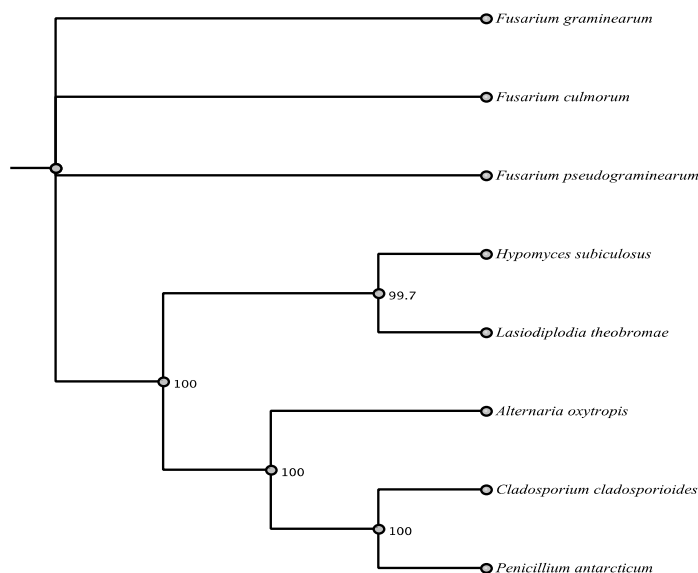 Fusarium graminearum
Fusarium culmorum
Fusarium pseudograminearum
Hypomyces subiculosus
99.7
Lasiodiplodia theobromae
100
Alternaria oxytropis
100
Cladosporium cladosporioides
100
Penicillium antarcticum